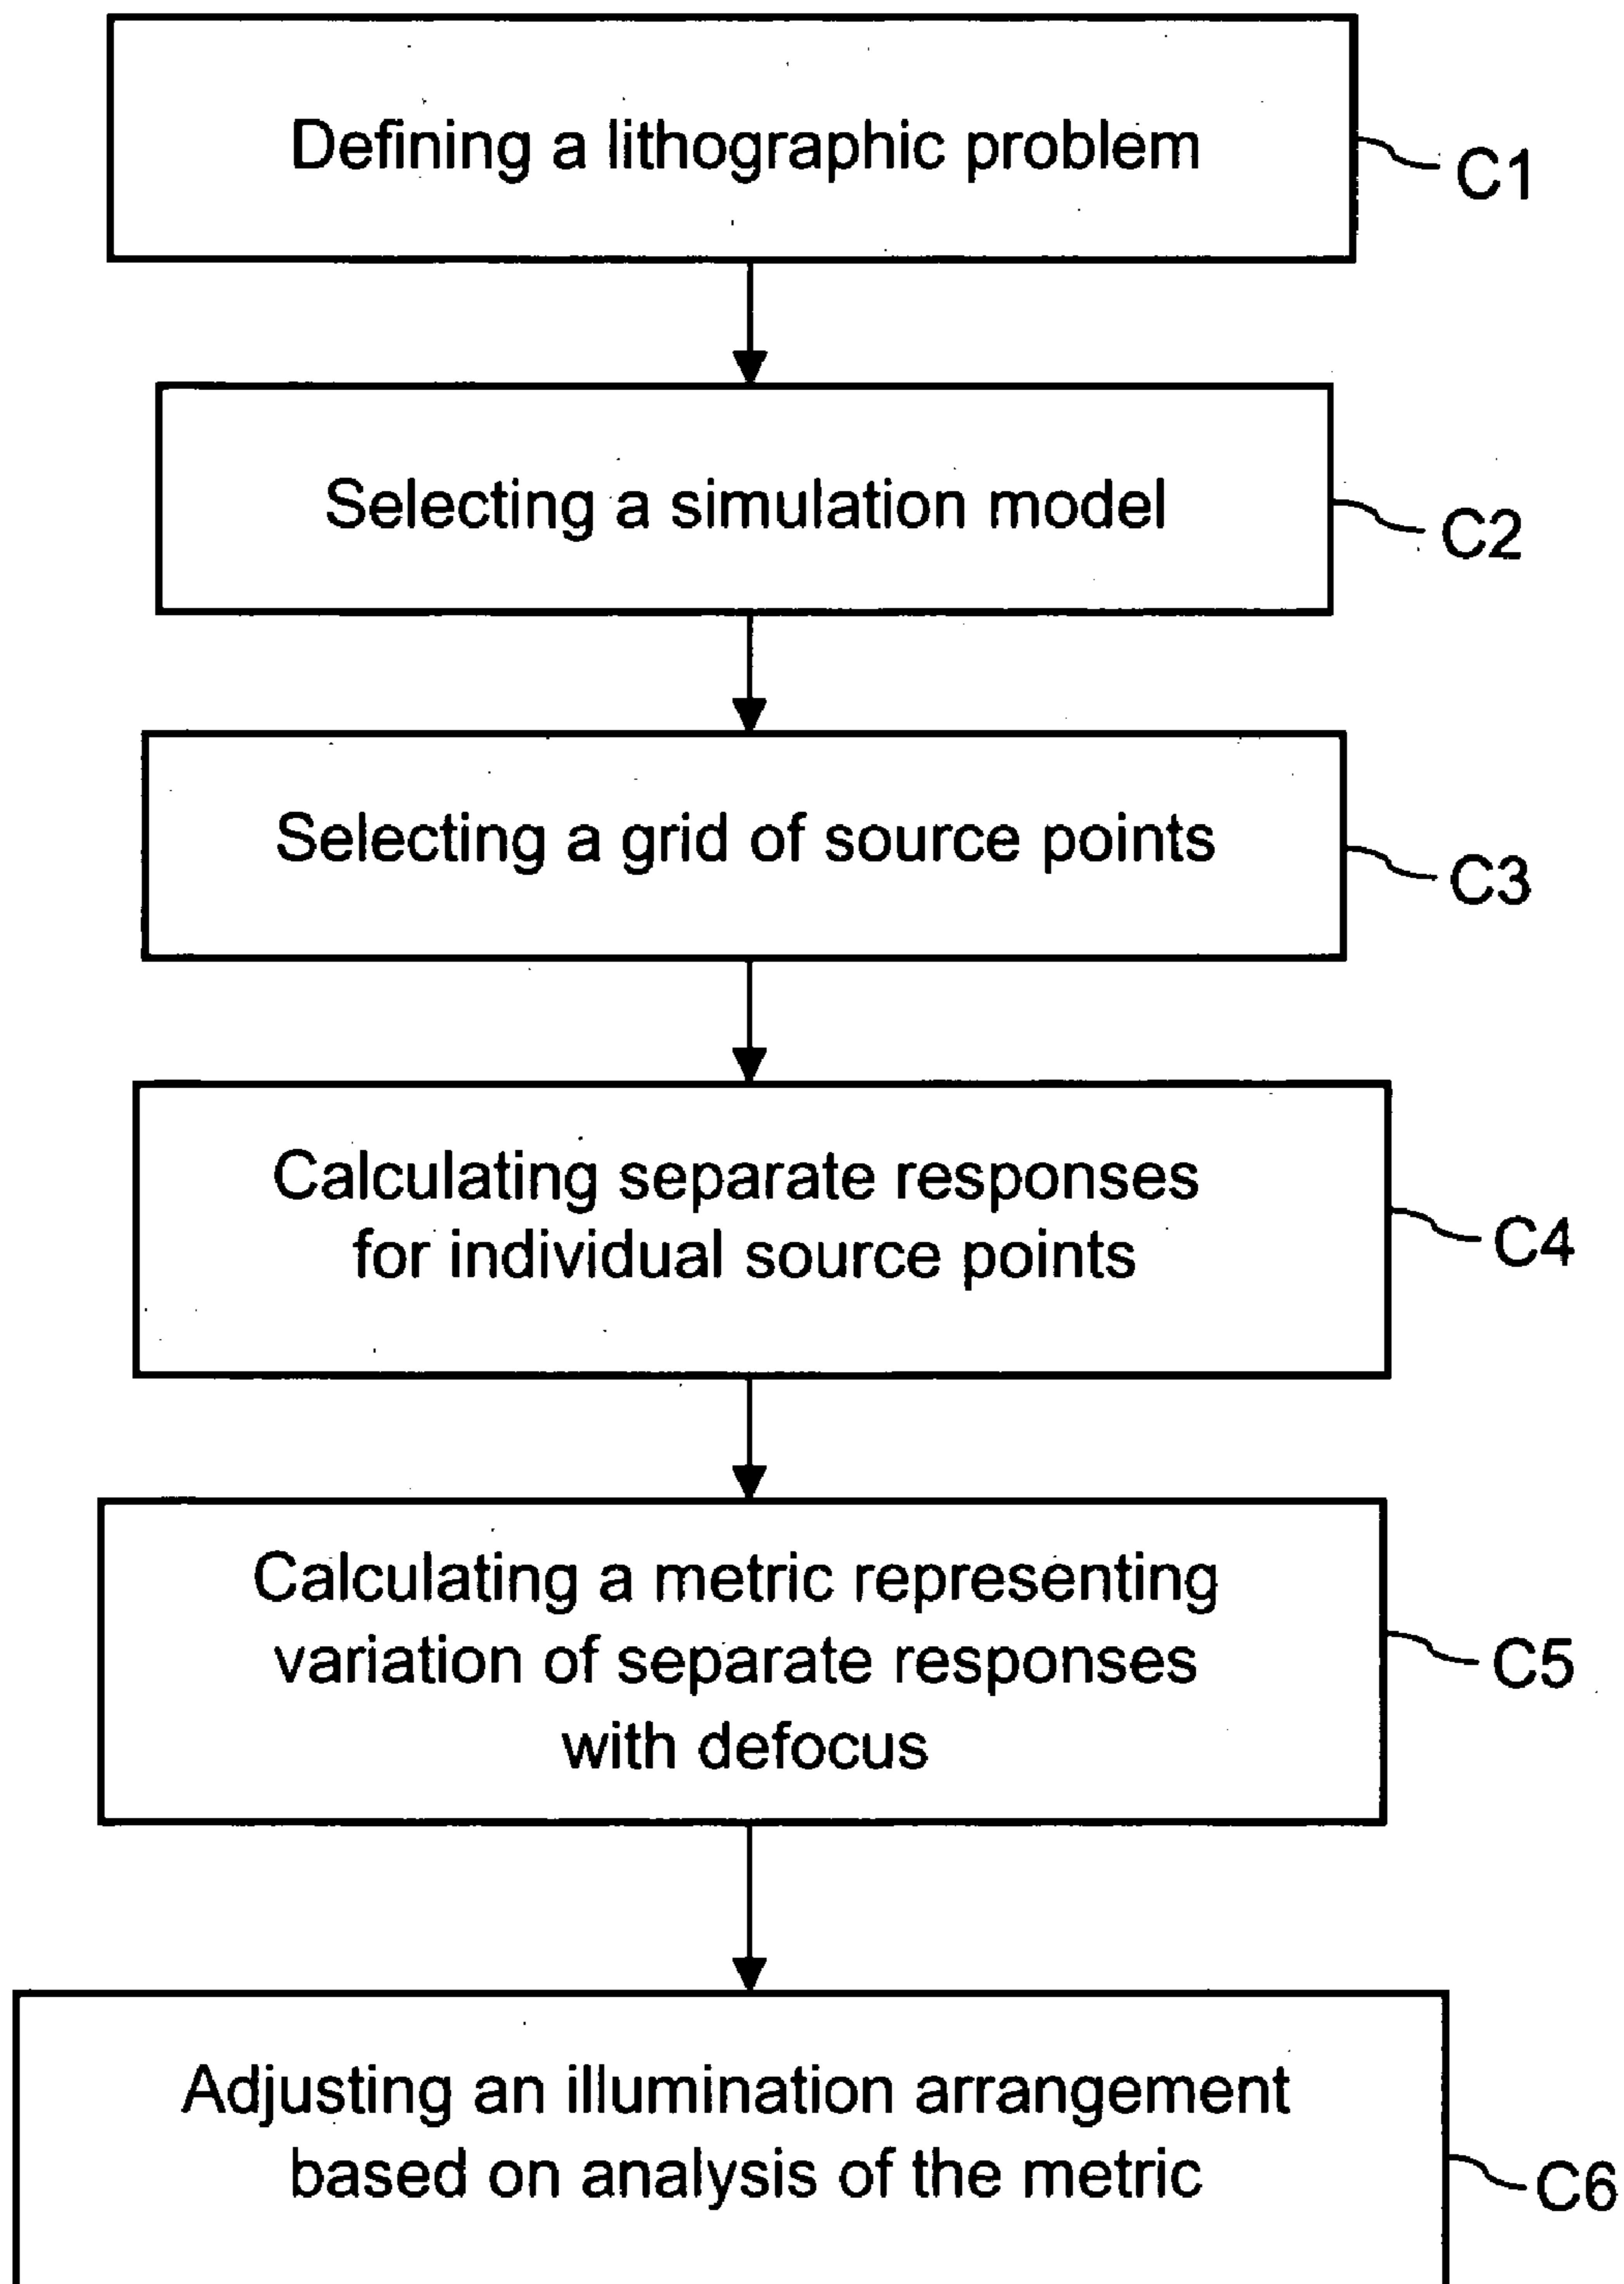 Defining a lithographic problem
C1
Selecting a simulation model
C2
Selecting a grid of source points
C3
Calculating separate responses
for individual source points
C4
Calculating a metric representing
variation of separate responses
with defocus
C5
Adjusting an illumination arrangement
based on analysis of the metric
C6